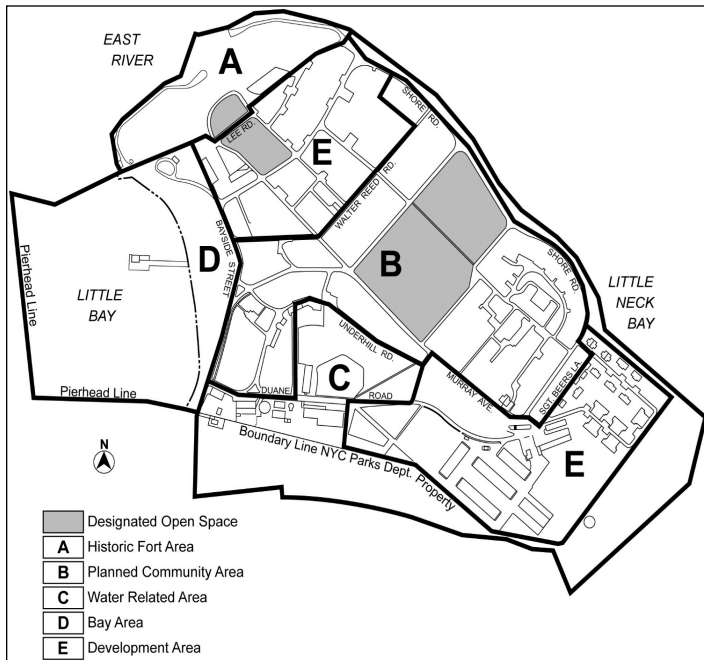 EAST
RIVER
A
LEE RD.
E
SHORE RD.
WALTER REED RD.
B
D
BAYSIDE STREET
SHORE RD
LITTLE
NECK
BAY
Pierhead Line
LITTLE
BAY
UNDERHILL RD.
C
DUANE
ROAD
MURRAY AVE
SGT. BEERS LA
Pierhead Line
Boundary Line NYC Parks Dept. Property
E
N
Designated Open Space
A Historic Fort Area
B Planned Community Area
C Water Related Area
D Bay Area
E Development Area